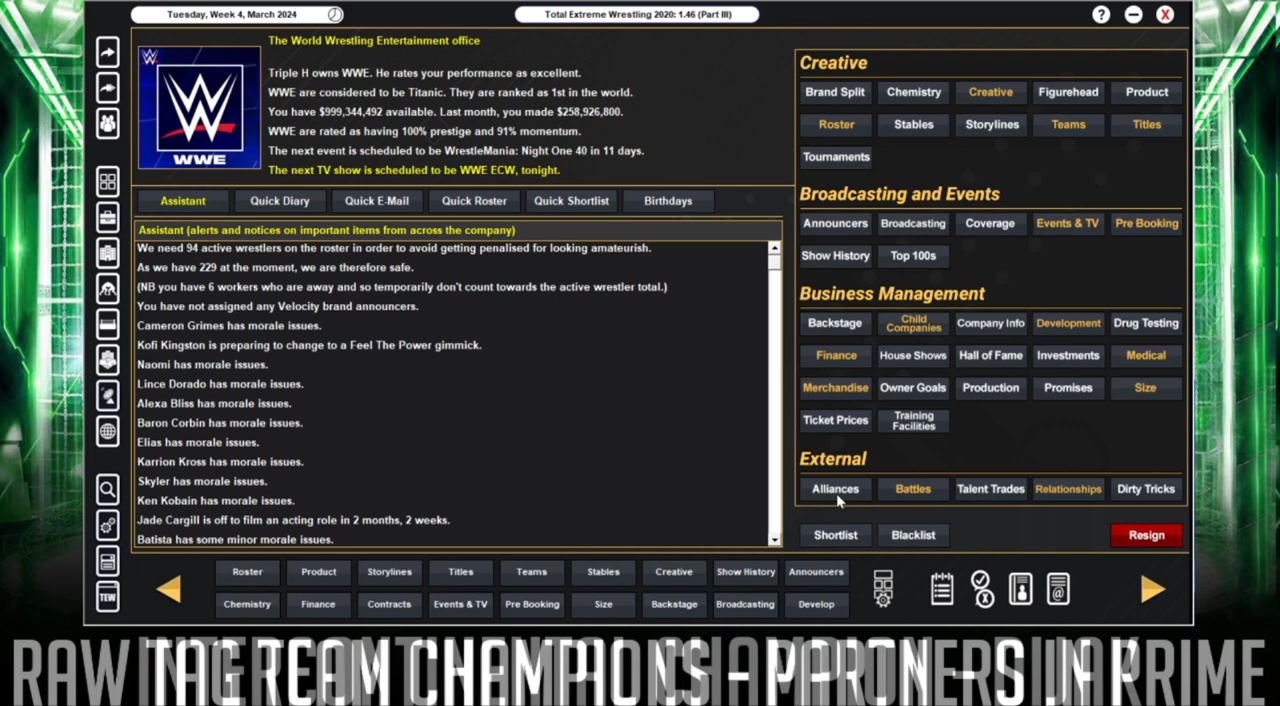 Tuesday, Week 4, March 2024
Total Extreme Wrestling 2020: 1.46 (Part III)
?
X
The World Wrestling Entertainment office
Triple H owns WWE. He rates your performance as excellent.
WWE are considered to be Titanic. They are ranked as 1st in the world.
You have $999,344,492 available. Last month, you made $258,926,800.
WWE are rated as having 100% prestige and 91% momentum.
The next event is scheduled to be WrestleMania: Night One 40 in 11 days.
The next TV show is scheduled to be WWE ECW, tonight.
WWE
Assistant
Quick Diary
Quick E-Mail
Quick Roster
Quick Shortlist
Birthdays
Assistant (alerts and notices on important items from across the company)
We need 94 active wrestlers on the roster in order to avoid getting penalised for looking amateurish.
As we have 229 at the moment, we are therefore safe.
(NB you have 6 workers who are away and so temporarily don't count towards the active wrestler total.)
You have not assigned any Velocity brand announcers.
Cameron Grimes has morale issues.
Kofi Kingston is preparing to change to a Feel The Power gimmick.
Naomi has morale issues.
Lince Dorado has morale issues.
Alexa Bliss has morale issues.
Baron Corbin has morale issues.
Elias has morale issues.
Karrion Kross has morale issues.
Skyler has morale issues.
Ken Kobain has morale issues.
Jade Cargill is off to film an acting role in 2 months, 2 weeks.
Batista has some minor morale issues.
Creative
Brand Split
Chemistry
Creative
Figurehead
Product
Roster
Stables
Storylines
Teams
Titles
Tournaments
Broadcasting and Events
Announcers
Broadcasting
Coverage
Events & TV
Pre Booking
Show History
Top 100s
Business Management
Backstage
Child
Companies
Company Info
Development
Drug Testing
Finance
House Shows
Hall of Fame
Investments
Medical
Merchandise
Owner Goals
Production
Promises
Size
Ticket Prices
Training
Facilities
External
Alliances
Battles
Talent Trades
Relationships
Dirty Tricks
Shortlist
Blacklist
Resign
Roster
Product
Storylines
Titles
Teams
Stables
Creative
Show History
Announcers
Chemistry
Finance
Contracts
Events & TV
Pre Booking
Size
Backstage
Broadcasting
Develop
TEW
RAW TAG TEAM CHAMPIONS - PARTNERS IN KRIME